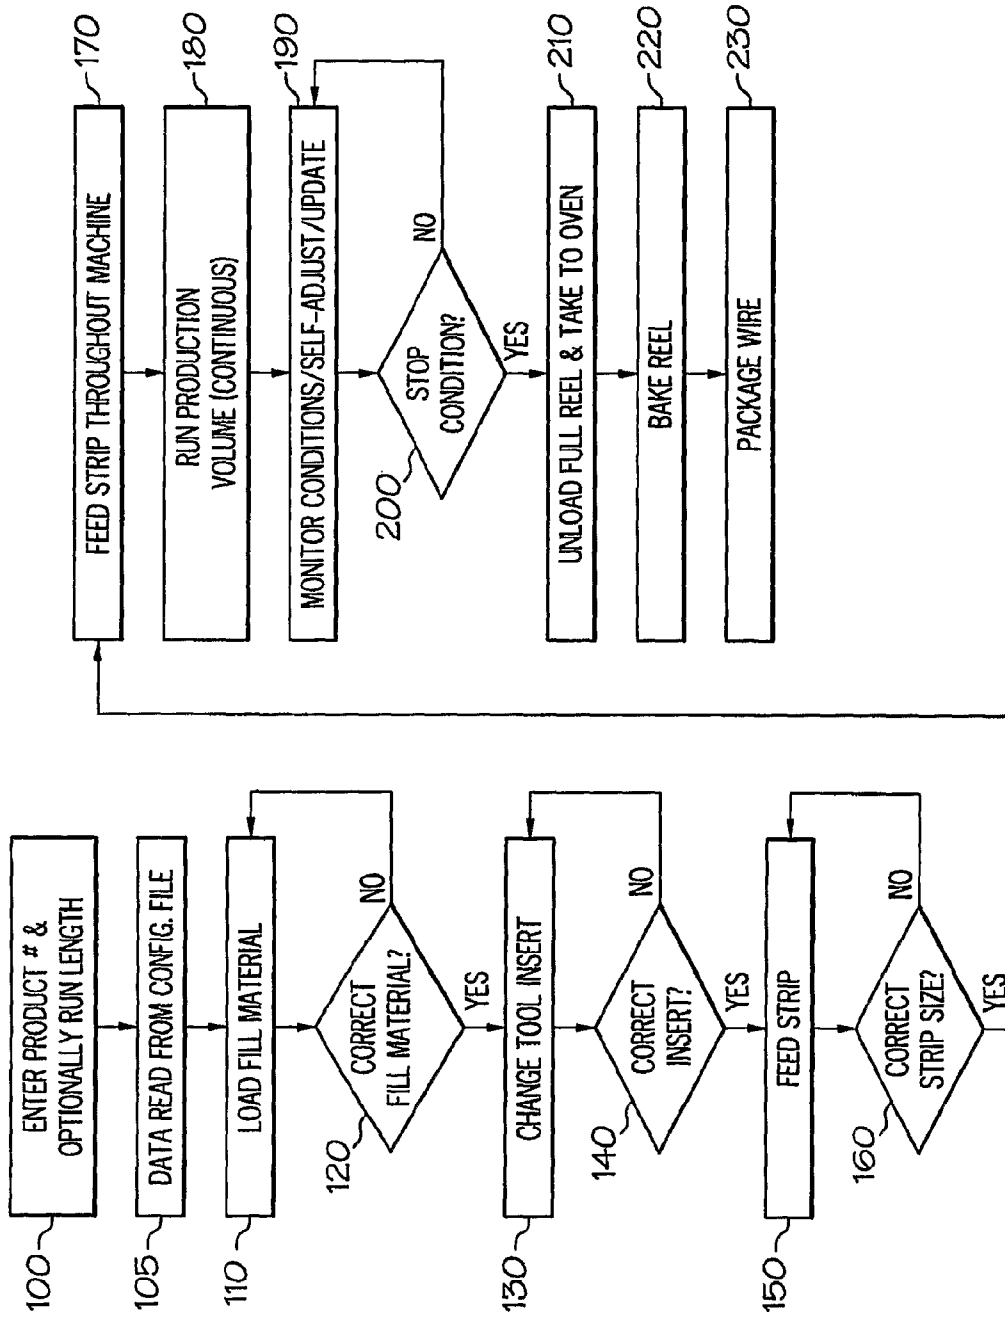 100
ENTER PRODUCT # &
OPTIONALLY RUN LENGTH
105
DATA READ FROM CONFIG. FILE
110
LOAD FILL MATERIAL
120
CORRECT
FILL MATERIAL?
NO
YES
130
CHANGE TOOL INSERT
140
CORRECT
INSERT?
NO
YES
150
FEED STRIP
160
CORRECT
STRIP SIZE?
NO
YES
170
FEED STRIP THROUGHOUT MACHINE
180
RUN PRODUCTION
VOLUME (CONTINUOUS)
190
MONITOR CONDITIONS/SELF-ADJUST/UPDATE
200
STOP
CONDITION?
NO
YES
210
UNLOAD FULL REEL & TAKE TO OVEN
220
BAKE REEL
230
PACKAGE WIRE